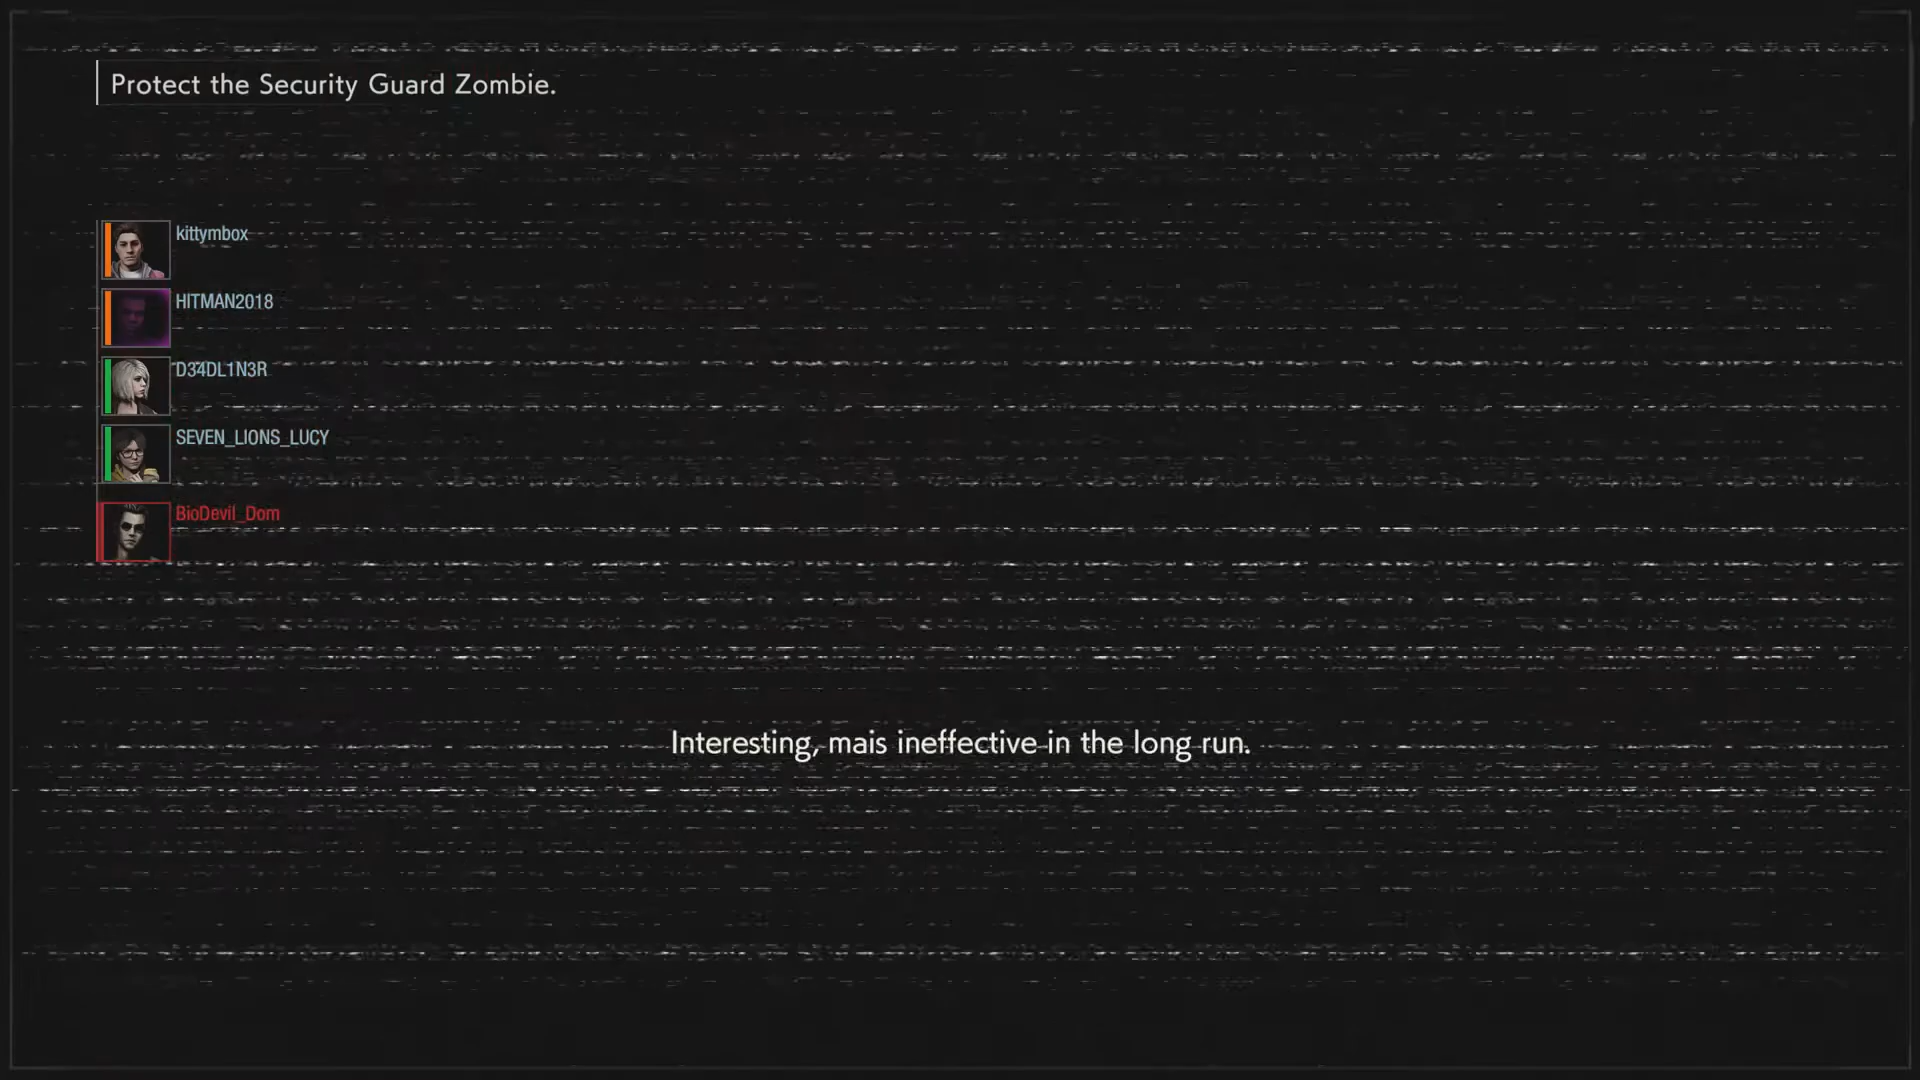 Protect the Security Guard Zombie.
kittymbox
HITMAN2018
D34DL1N3R
SEVEN_LIONS_LUCY
BioDevil_Dom
Interesting, mais ineffective in the long run.